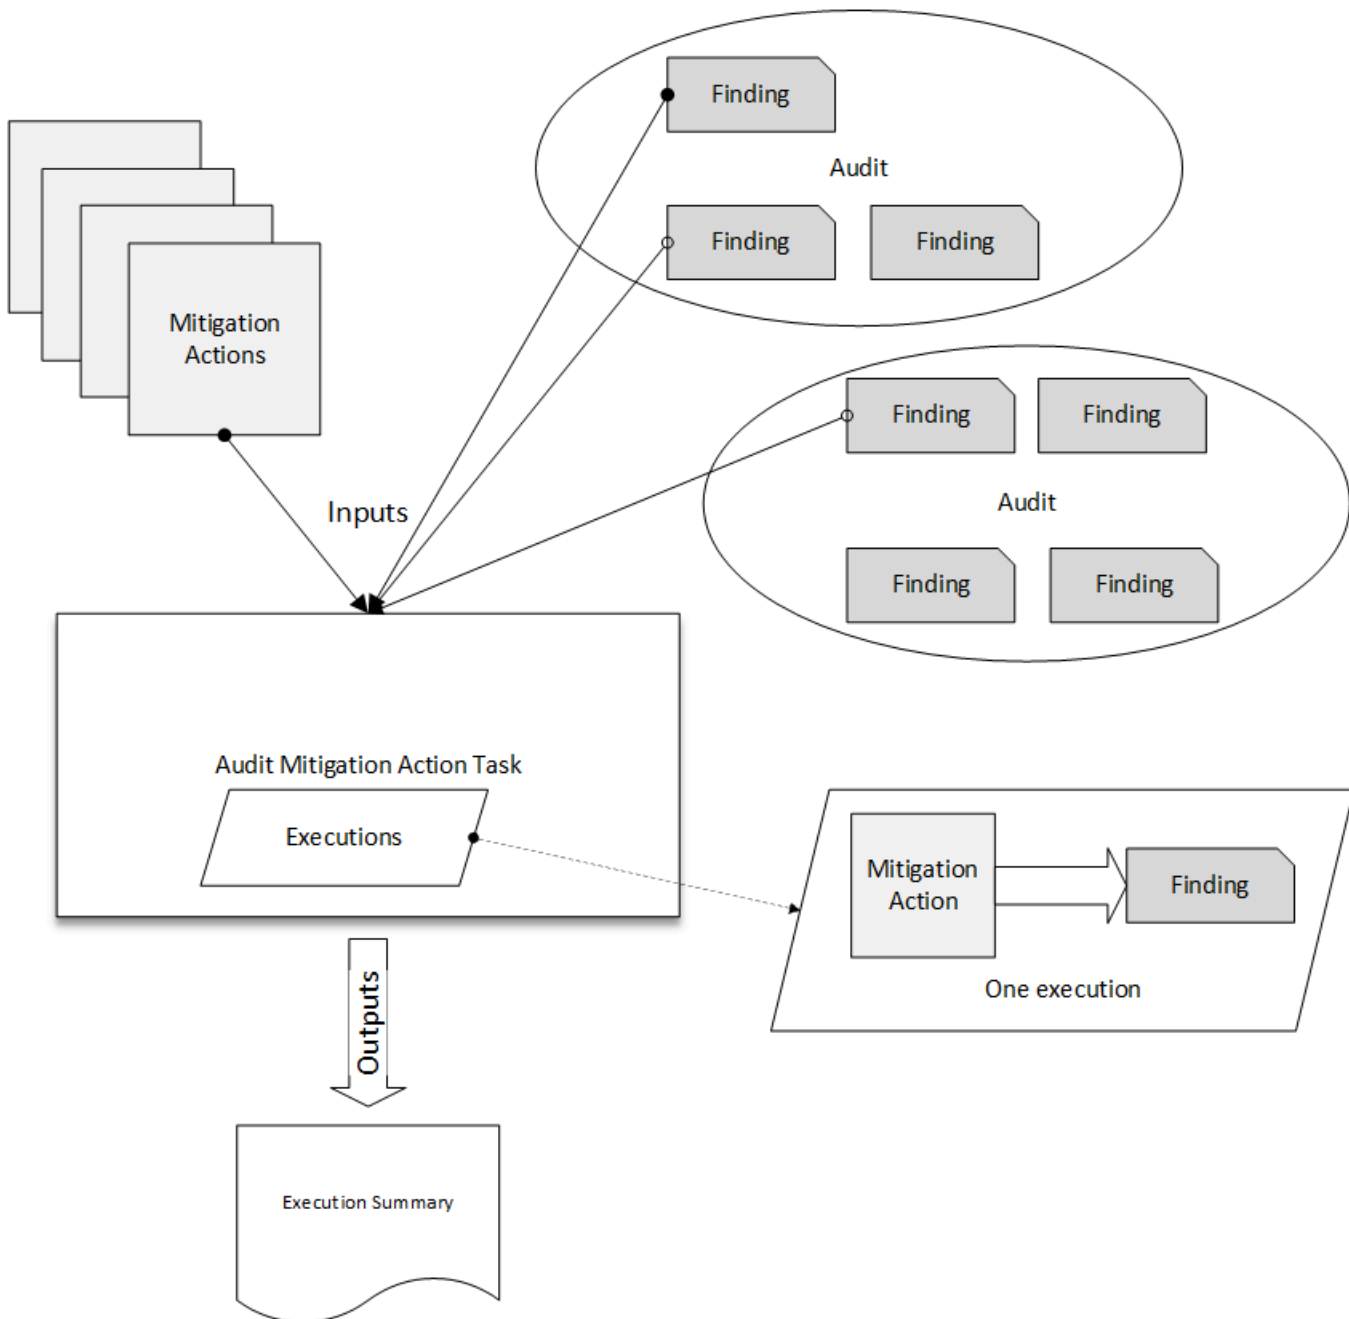 Finding
Audit
Finding
Finding
Mitigation
Actions
Inputs
Finding
Finding
Audit
Finding
Finding
Audit Mitigation Action Task
Executions
Mitigation
Action
Finding
One execution
Outputs
Execution Summary